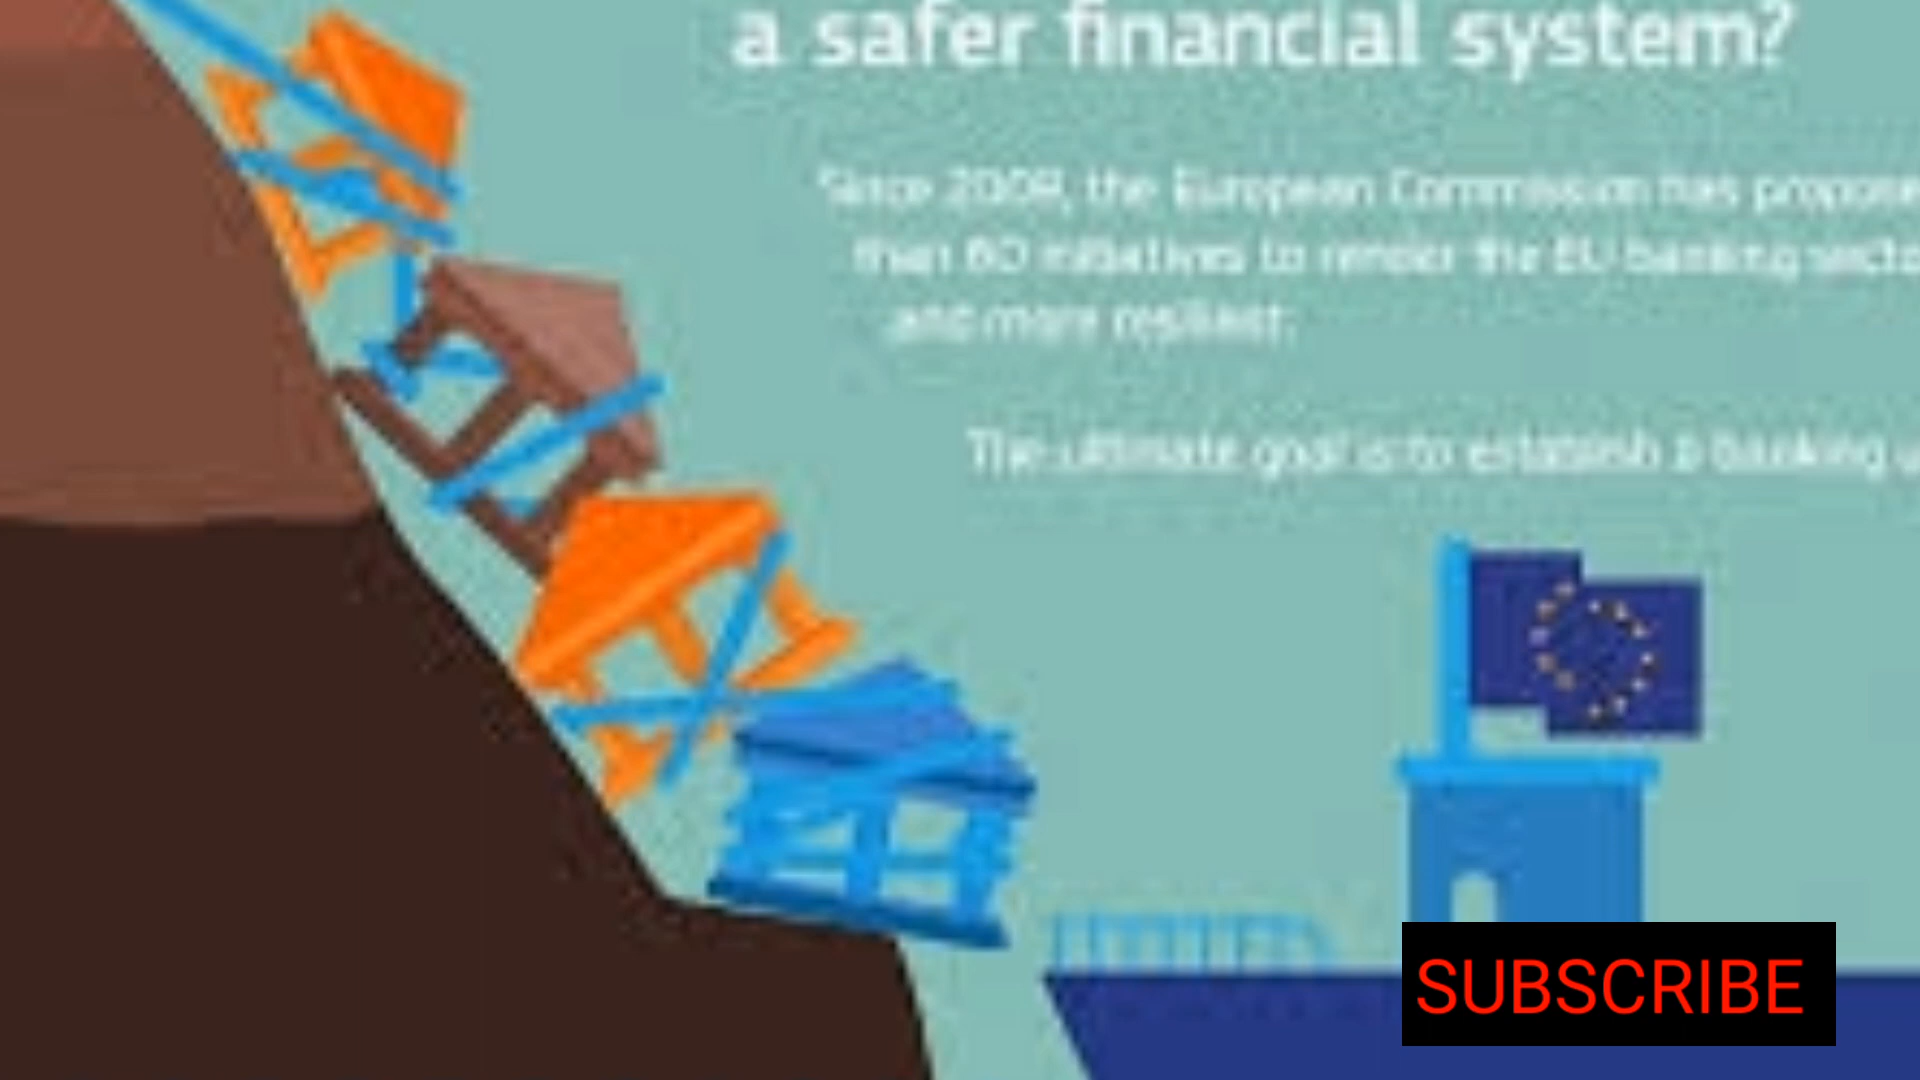 a safer financial system?
Since 2008, the European Commission has propose
than 60 initiatives to render the EU banking secto
and more resilient.
The ultimate goal is to establish a banking u
SUBSCRIBE